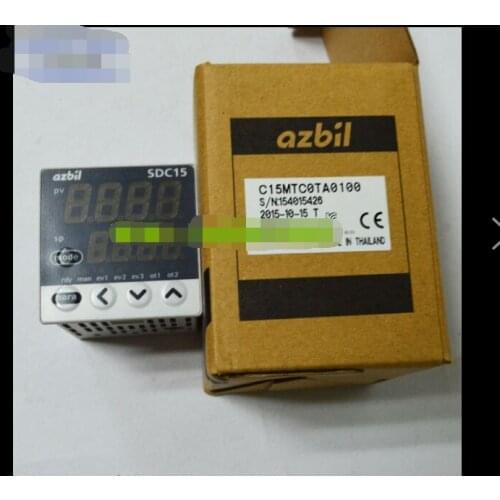 azbil
SDC15
pv
sp
mode
rdy man ev1 ev2 ev3 ot1 ot2
para
azbil
C15MTC0TA0100
S/N:154015426
2015-10-15 T
CE
IN THAILAND